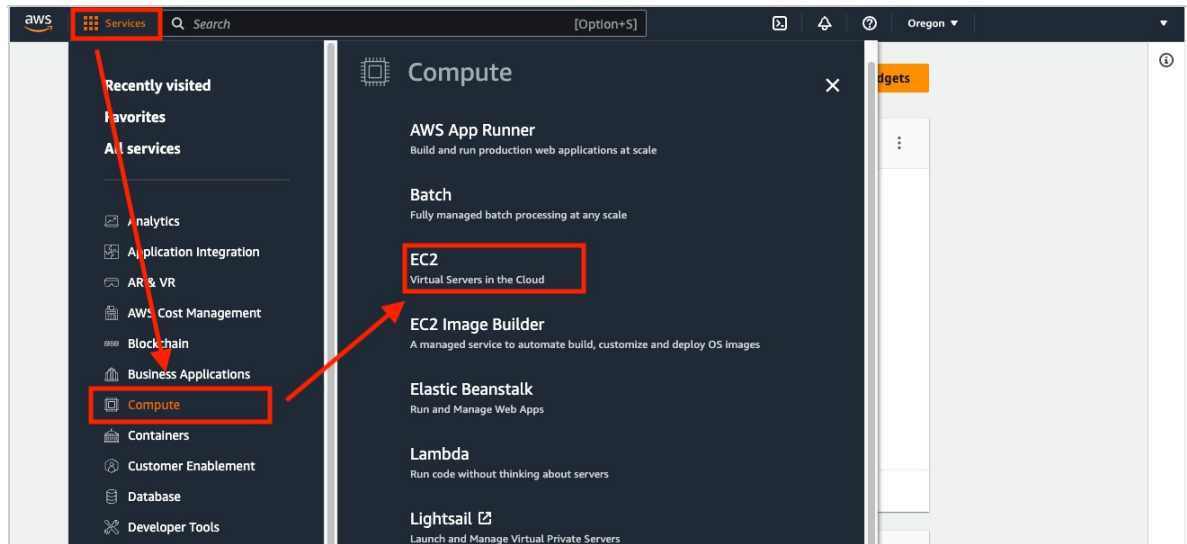 aws
Services
Search
[Option+S]
Oregon
Recently visited
Favorites
All services
Analytics
Application Integration
AR & VR
AWS Cost Management
Blockchain
Business Applications
Compute
Containers
Customer Enablement
Database
Developer Tools
Compute
AWS App Runner
Build and run production web applications at scale
Batch
Fully managed batch processing at any scale
EC2
Virtual Servers in the Cloud
EC2 Image Builder
A managed service to automate build, customize and deploy OS images
Elastic Beanstalk
Run and Manage Web Apps
Lambda
Run code without thinking about servers
Lightsail
Launch and Manage Virtual Private Servers
dgets